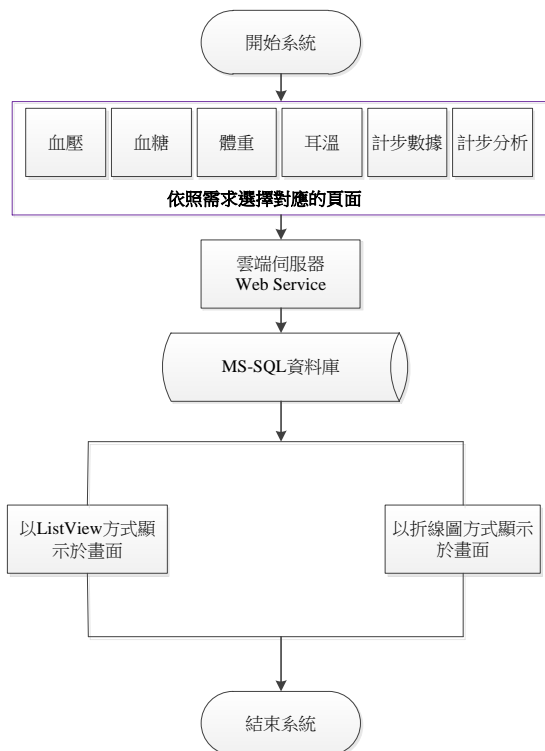 開始系統
血壓
血糖
體重
耳溫
計步數據
計步分析
依照需求選擇對應的頁面
雲端伺服器
Web Service
MS-SQL資料庫
以ListView方式顯
示於畫面
以折線圖方式顯示
於畫面
結束系統